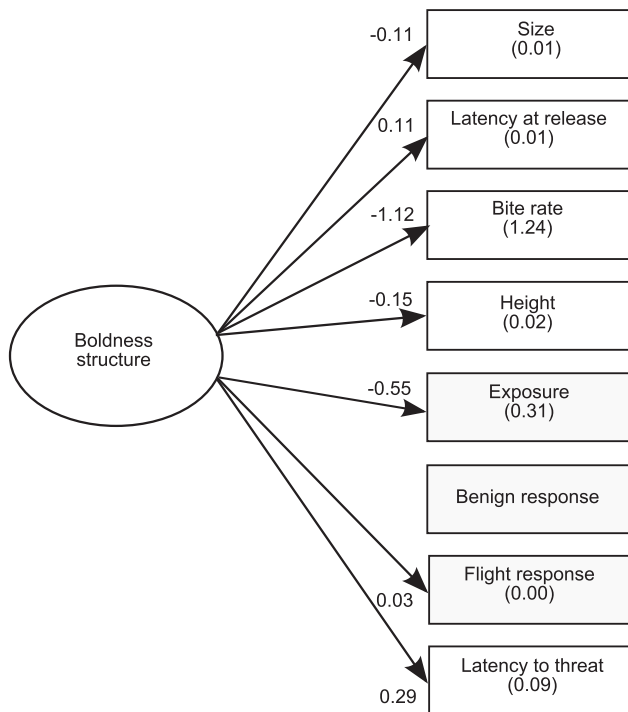 -0.11
Size
(0.01)
0.11
Latency at release
(0.01)
-1.12
Bite rate
(1.24)
-0.15
Height
(0.02)
Boldness
structure
-0.55
Exposure
(0.31)
Benign response
Flight response
(0.00)
0.03
Latency to threat
(0.09)
0.29